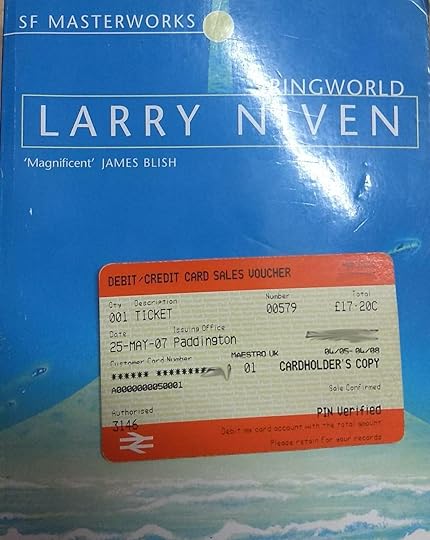 SF MASTERWORKS
RINGWORLD
LARRY NIVEN
'Magnificent' JAMES BLISH
DEBIT/CREDIT CARD SALES VOUCHER
Qty Description Number Total
001 TICKET 00579 £17·20C
Date Issuing Office
25-MAY-07 Paddington
Customer Card Number MAESTRO UK 04/05- 04/08
****** ******* 01 CARDHOLDER'S COPY
A0000000050001
Sale Confirmed
Authorised PIN Verified
3146 Debit my card account with the total amount
Please retain for your records